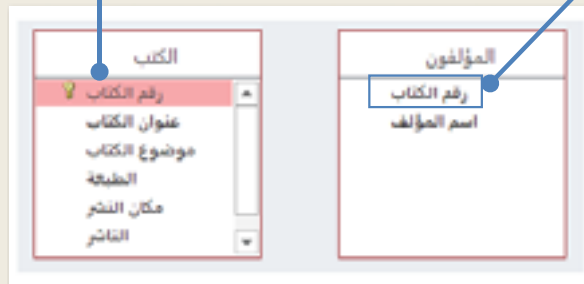 المؤلفون
رقم الكتاب
اسم المؤلف
الكتب
رقم الكتاب
عنوان الكتاب
موضوع الكتاب
الطبعة
مكان النشر
الناشر